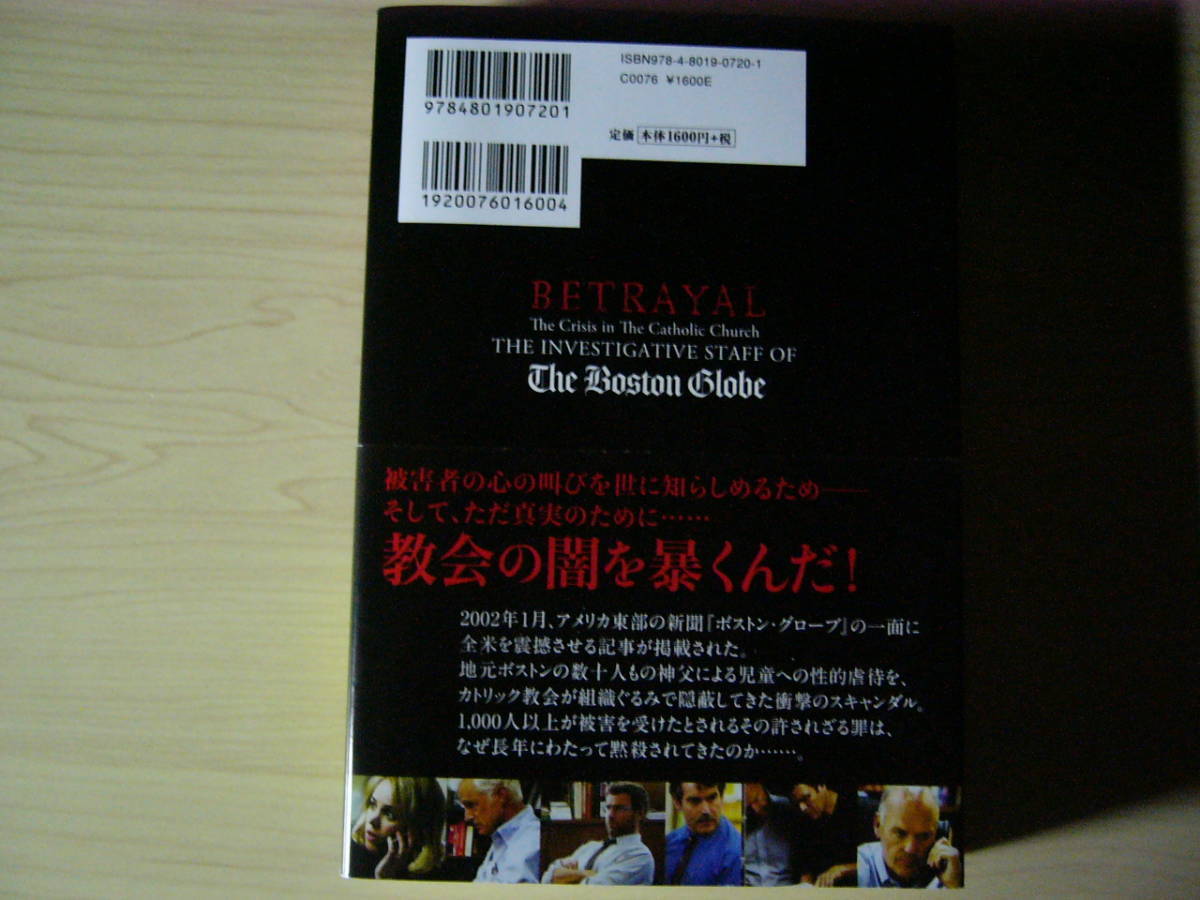 ISBN978-4-8019-0720-1
C0076 ¥1600E
9784801907201
定価 本体1600円+税
1920076016004
BETRAYAL
The Crisis in The Catholic Church
THE INVESTIGATIVE STAFF OF
The Boston Globe
被害者の心の叫びを世に知らしめるため――
そして、ただ真実のために……
教会の闇を暴くんだ!
2002年1月、アメリカ東部の新聞『ボストン・グローブ』の一面に
全米を震撼させる記事が掲載された。
地元ボストンの数十人もの神父による児童への性的虐待を、
カトリック教会が組織ぐるみで隠蔽してきた衝撃のスキャンダル。
1,000人以上が被害を受けたとされるその許されざる罪は、
なぜ長年にわたって黙殺されてきたのか……。